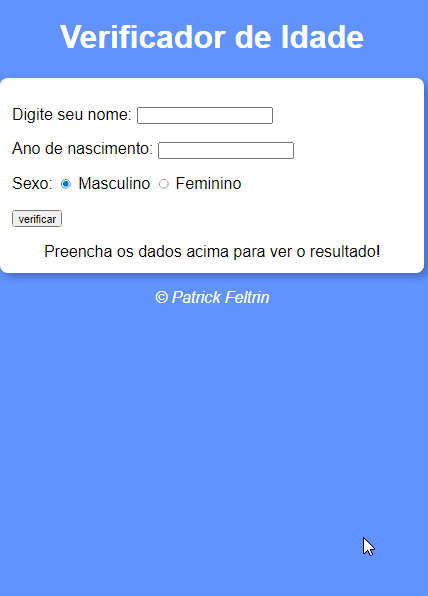 Verificador de Idade
Digite seu nome:
Ano de nascimento:
Sexo: Masculino Feminino
verificar
Preencha os dados acima para ver o resultado!
© Patrick Feltrin